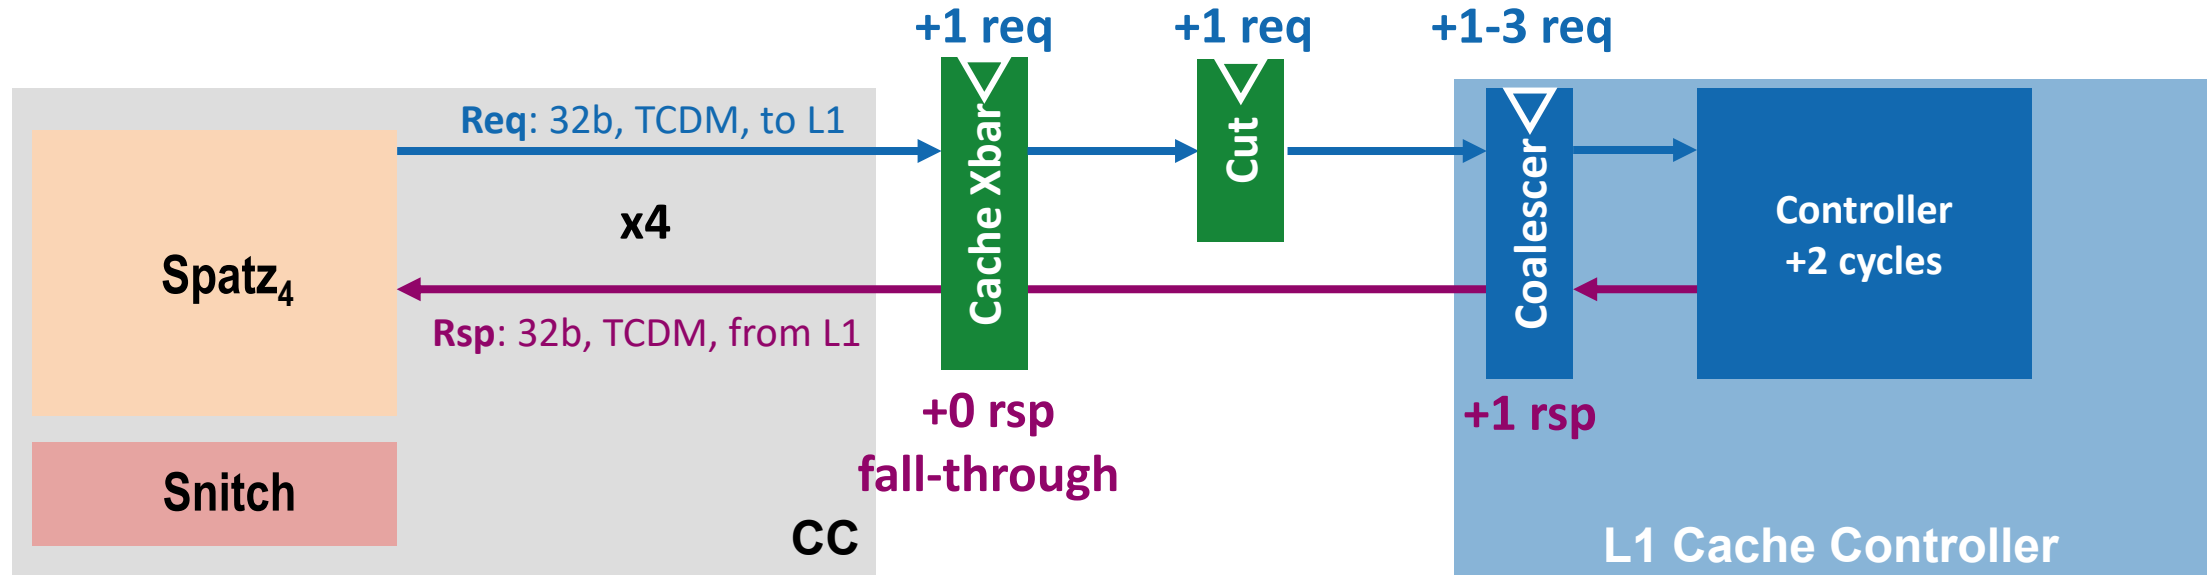 +1 req
+1 req
+1-3 req
Req: 32b, TCDM, to L1
x4
Spatz4
Rsp: 32b, TCDM, from L1
Snitch
CC
Cache Xbar
+0 rsp
fall-through
Cut
Coalescer
+1 rsp
Controller
+2 cycles
L1 Cache Controller